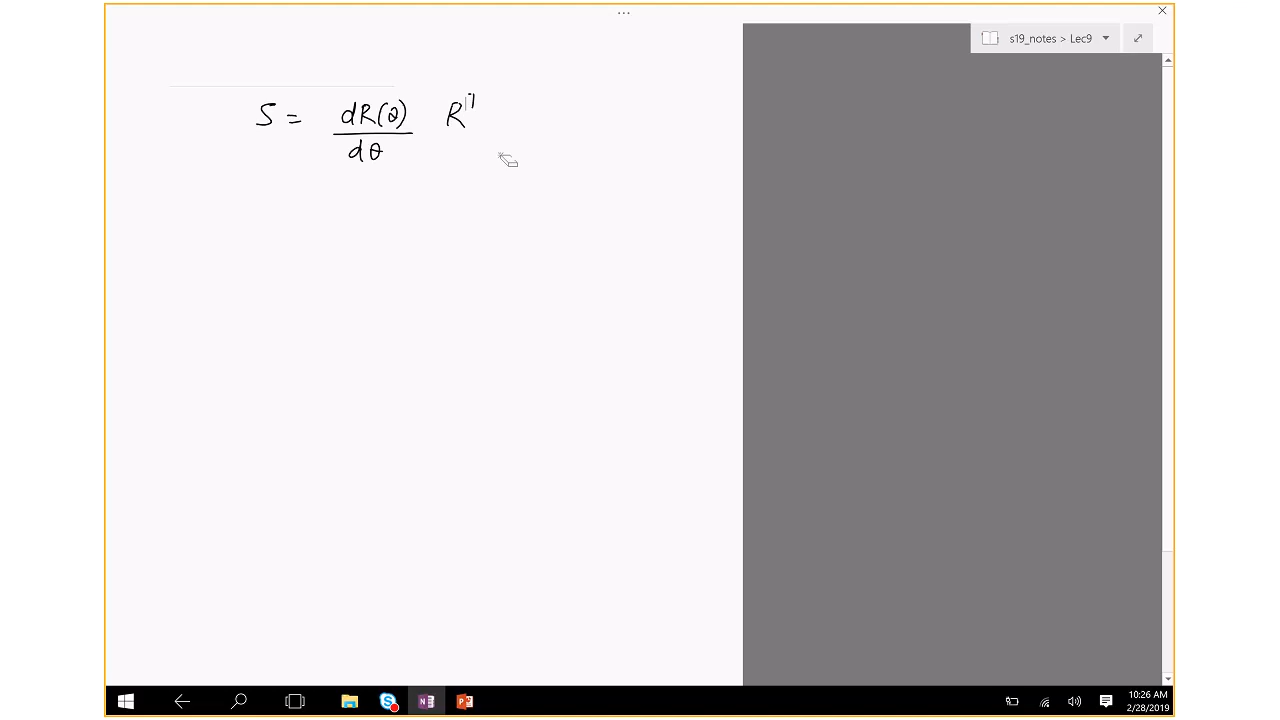 ...
s19_notes > Lec9
S = dR(θ) R
dθ
10:26 AM
2/28/2019